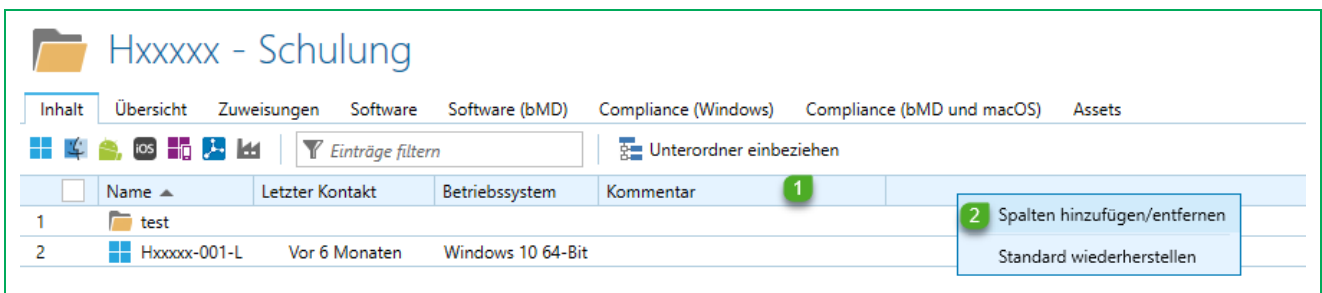 Hxxxxx - Schulung
Inhalt Übersicht Zuweisungen Software Software (bMD) Compliance (Windows) Compliance (bMD und macOS) Assets
iOS Einträge filtern Unterordner einbeziehen
Name Letzter Kontakt Betriebssystem Kommentar 1
2 Spalten hinzufügen/entfernen
1 test
2 Hxxxxx-001-L Vor 6 Monaten Windows 10 64-Bit
Standard wiederherstellen